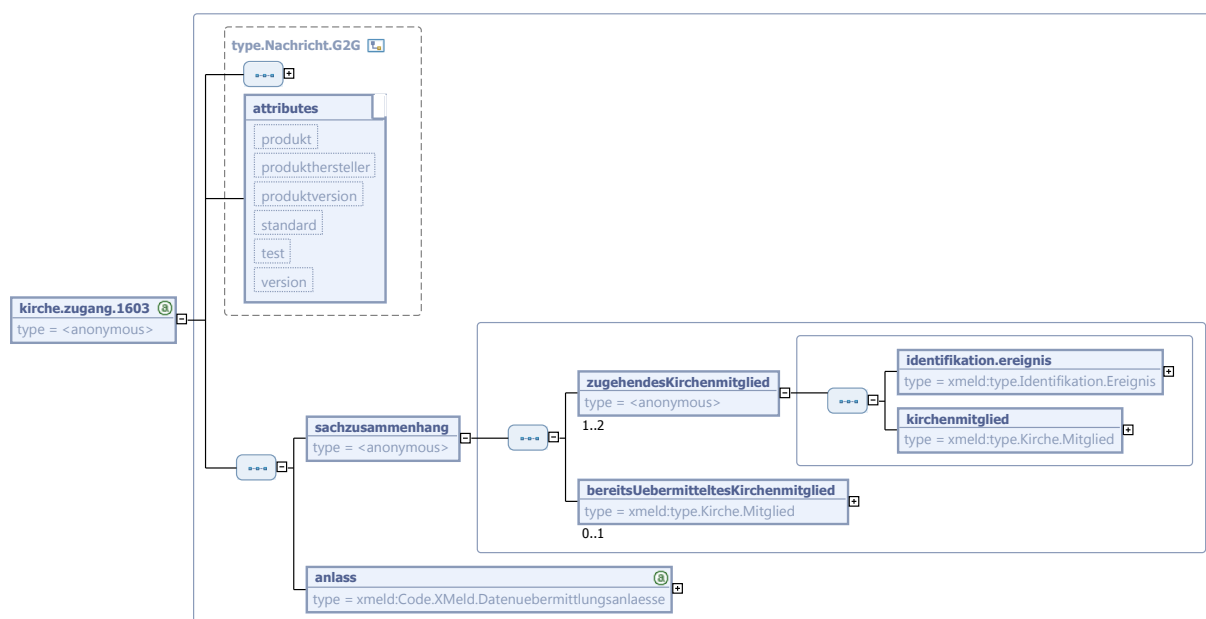 type.Nachricht.G2G
attributes
produkt
produkthersteller
produktversion
standard
test
version
kirche.zugang.1603 a
type = <anonymous>
identifikation.ereignis
type = xmeld:type.Identifikation.Ereignis
zugehendesKirchenmitglied
type = <anonymous>
1..2
kirchenmitglied
type = xmeld:type.Kirche.Mitglied
sachzusammenhang
type = <anonymous>
bereitsUebermitteltesKirchenmitglied
type = xmeld:type.Kirche.Mitglied
0..1
anlass a
type = xmeld:Code.XMeld.Datenuebermittlungsanlaesse